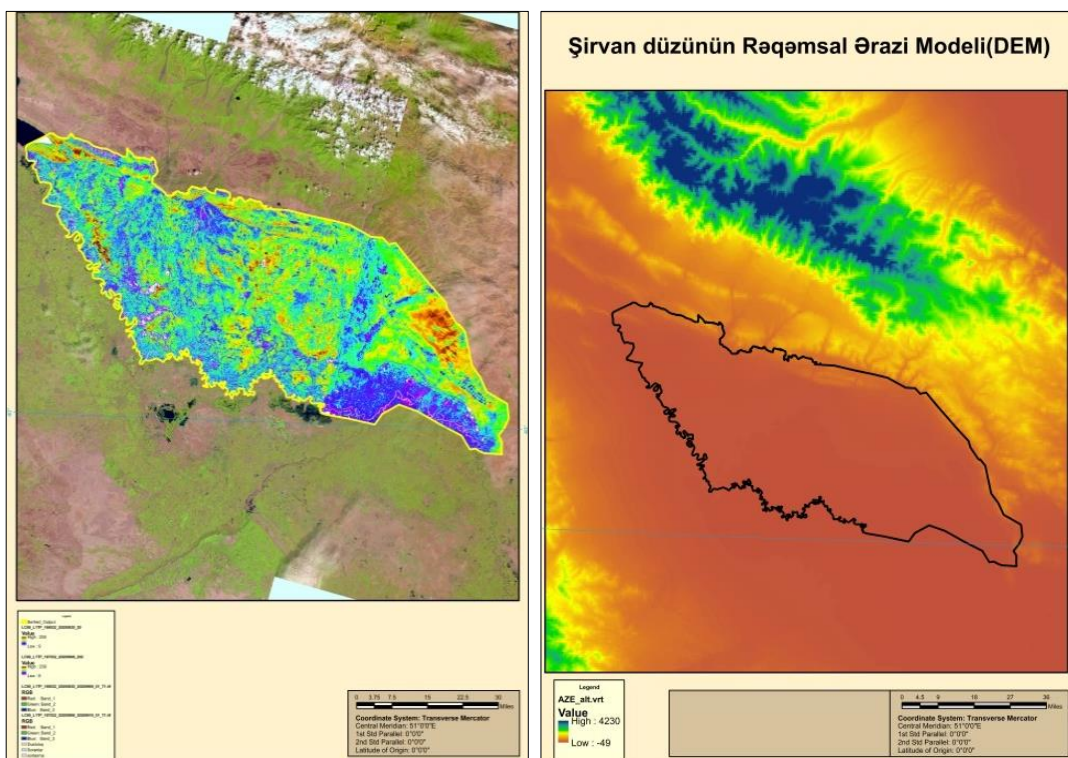 Legend
Value
High : 255
Low : 0
Value
Low : 0
RGB
Red: Band_1
Green: Band_2
Blue: Band_3
RGB
Red: Band_1
Green: Band_2
Blue: Band_3
0 3.75 7.5 15 22.5 30
Miles
Coordinate System: Transverse Mercator
Central Meridian: 51°0'0"E
1st Std Parallel: 0°0'0"
2nd Std Parallel: 0°0'0"
Latitude of Origin: 0°0'0"
Şirvan düzünün Rəqəmsal Ərazi Modeli(DEM)
Legend
AZE_alt.vrt
Value
High : 4230
Low : -49
0 4.5 9 18 27 36
Miles
Coordinate System: Transverse Mercator
Central Meridian: 51°0'0"E
1st Std Parallel: 0°0'0"
2nd Std Parallel: 0°0'0"
Latitude of Origin: 0°0'0"